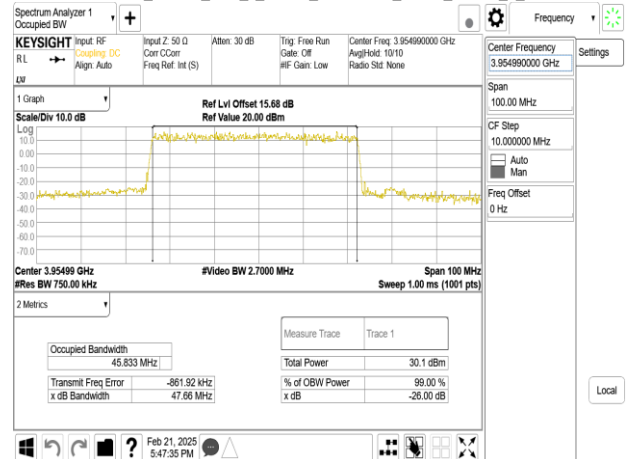 Spectrum Analyzer 1
Occupied BW
Frequency
KEYSIGHT
RL
LXI
Input: RF
Coupling: DC
Align: Auto
Input Z: 50 Ω
Corr CCorr
Freq Ref: Int (S)
Atten: 30 dB
Trig: Free Run
Gate: Off
#IF Gain: Low
Center Freq: 3.954990000 GHz
Avg|Hold: 10/10
Radio Std: None
Center Frequency
3.954990000 GHz
Settings
Span
100.00 MHz
CF Step
10.000000 MHz
Auto
Man
Freq Offset
0 Hz
1 Graph
Scale/Div 10.0 dB
Ref Lvl Offset 15.68 dB
Ref Value 20.00 dBm
Log
10.0
0.00
-10.0
-20.0
-30.0
-40.0
-50.0
-60.0
-70.0
Center 3.95499 GHz
#Res BW 750.00 kHz
#Video BW 2.7000 MHz
Span 100 MHz
Sweep 1.00 ms (1001 pts)
2 Metrics
Measure Trace Trace 1
Occupied Bandwidth
45.833 MHz
Total Power 30.1 dBm
Transmit Freq Error -861.92 kHz
% of OBW Power 99.00 %
x dB Bandwidth 47.66 MHz
x dB -26.00 dB
Local
Feb 21, 2025
5:47:35 PM